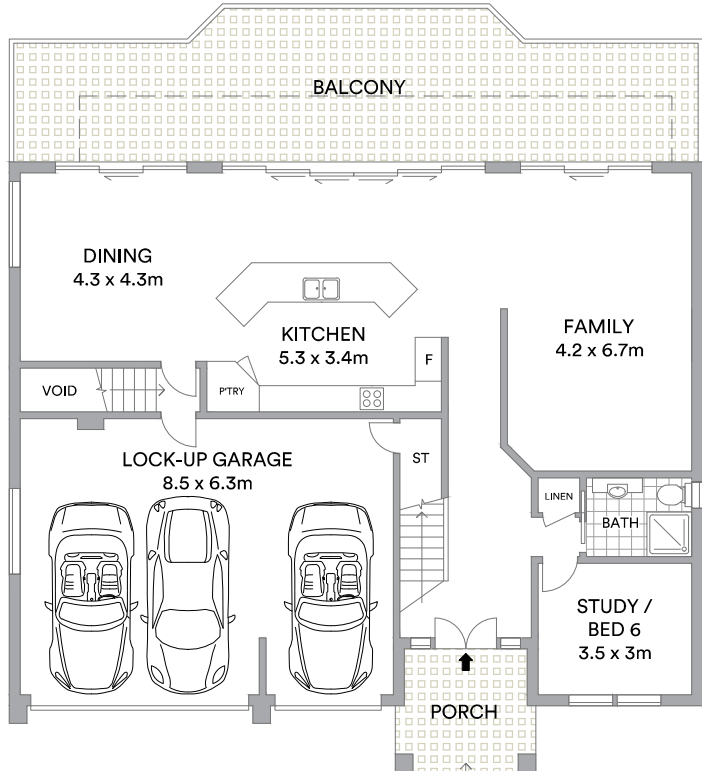 BALCONY
DINING
4.3 x 4.3m
KITCHEN
5.3 x 3.4m
FAMILY
4.2 x 6.7m
F
VOID
P'TRY
LOCK-UP GARAGE
8.5 x 6.3m
ST
LINEN
BATH
STUDY /
BED 6
3.5 x 3m
PORCH